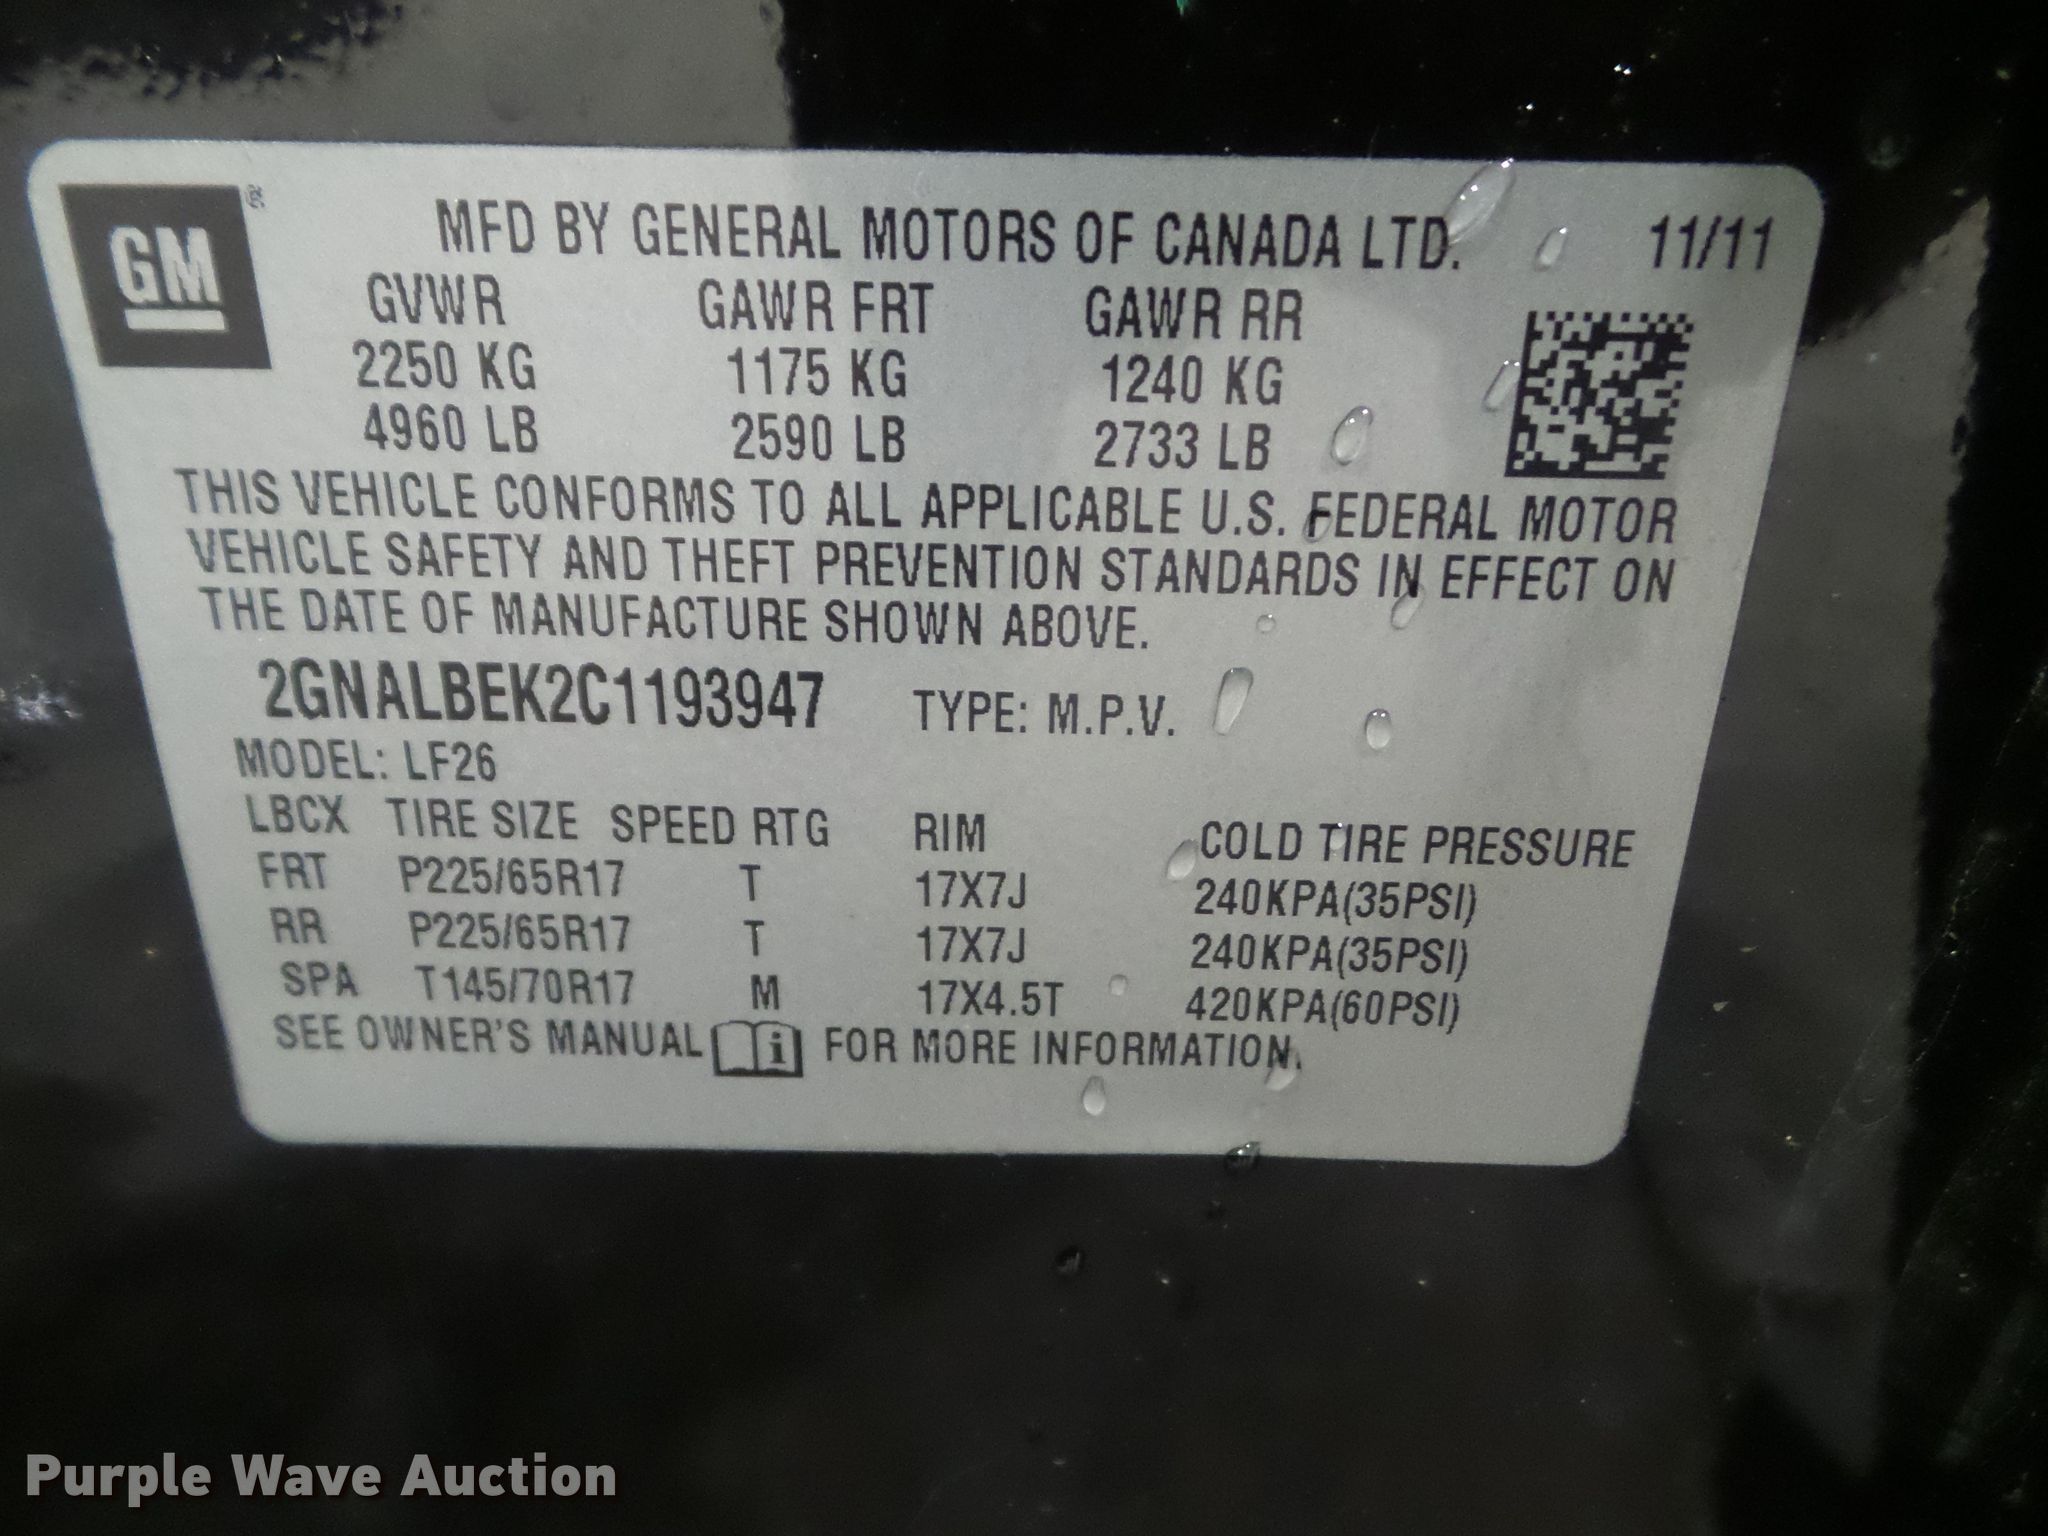 GM®
MFD BY GENERAL MOTORS OF CANADA LTD. 11/11
GVWR GAWR FRT GAWR RR
2250 KG 1175 KG 1240 KG
4960 LB 2590 LB 2733 LB
THIS VEHICLE CONFORMS TO ALL APPLICABLE U.S. FEDERAL MOTOR
VEHICLE SAFETY AND THEFT PREVENTION STANDARDS IN EFFECT ON
THE DATE OF MANUFACTURE SHOWN ABOVE.
2GNALBEK2C1193947 TYPE: M.P.V.
MODEL: LF26
LBCX TIRE SIZE SPEED RTG RIM COLD TIRE PRESSURE
FRT P225/65R17 T 17X7J 240KPA(35PSI)
RR P225/65R17 T 17X7J 240KPA(35PSI)
SPA T145/70R17 M 17X4.5T 420KPA(60PSI)
SEE OWNER'S MANUAL i FOR MORE INFORMATION.
Purple Wave Auction